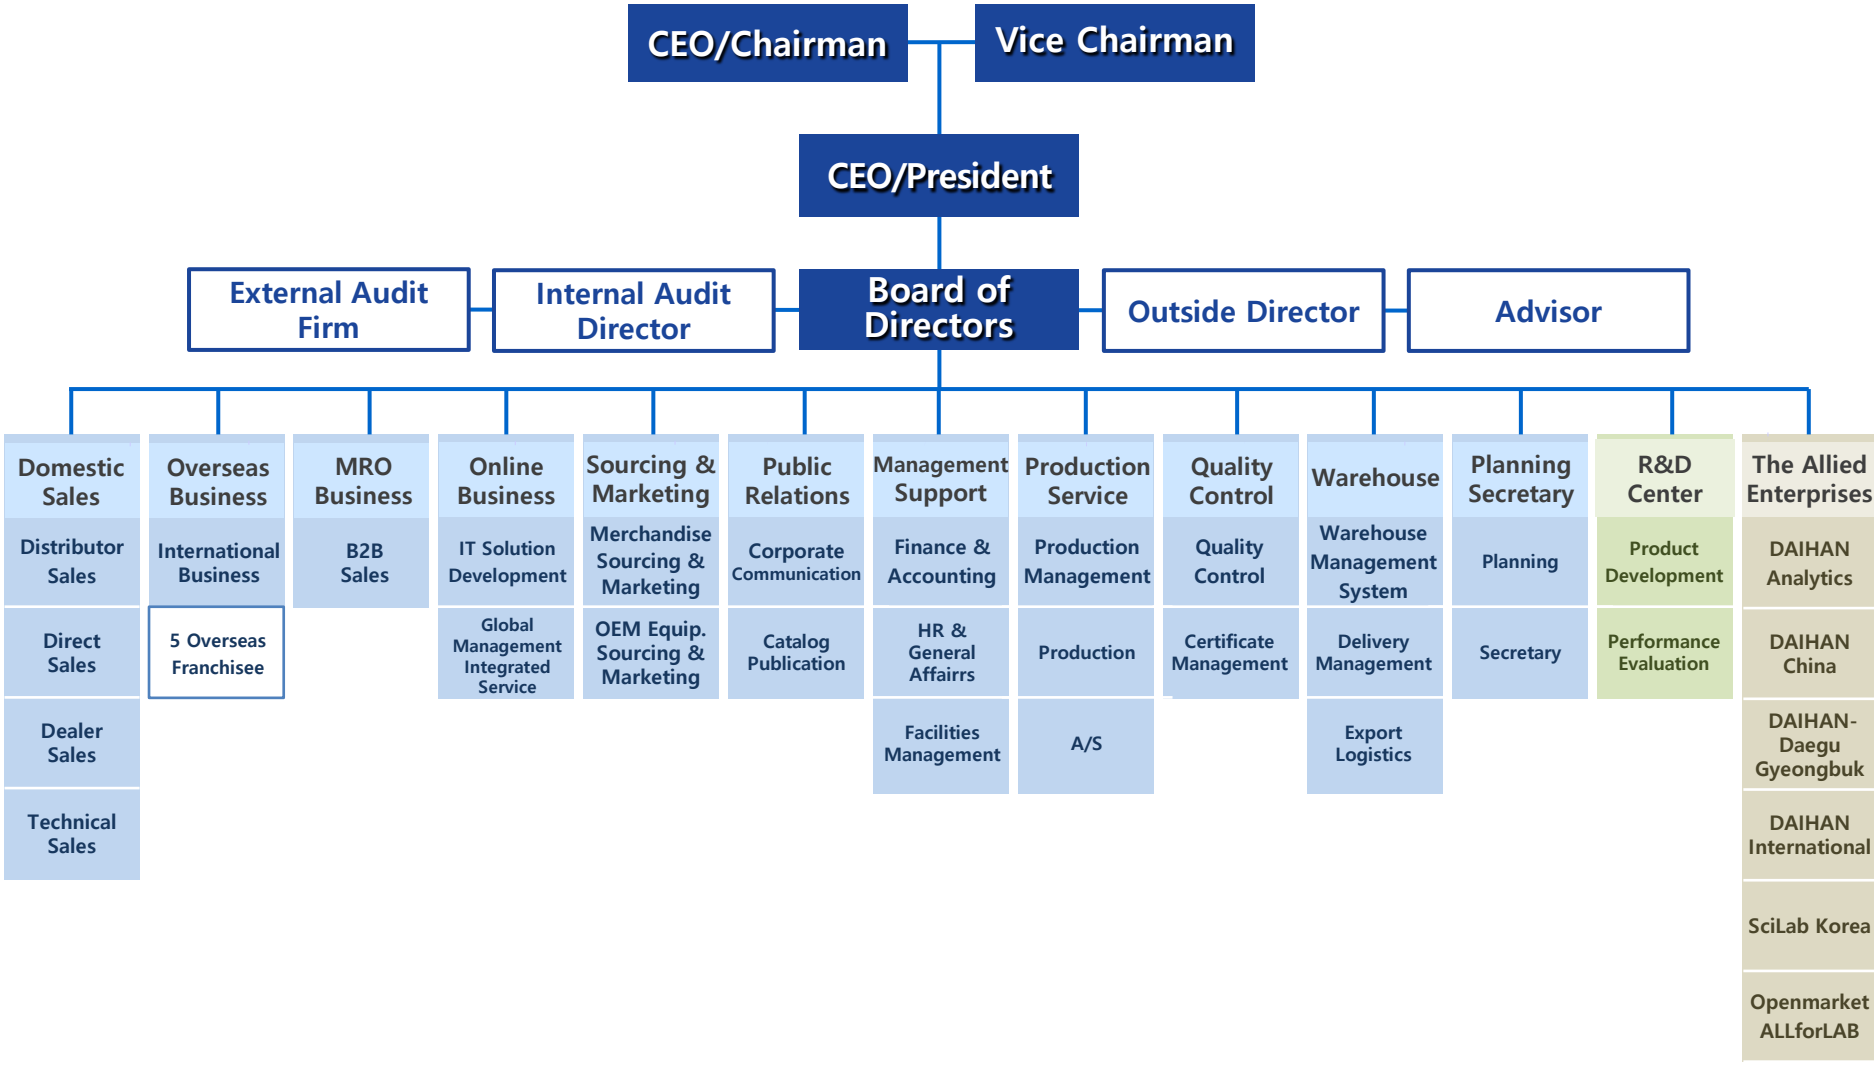 CEO/Chairman
Vice Chairman
CEO/President
External Audit
Firm
Internal Audit
Director
Board of
Directors
Outside Director
Advisor
Domestic
Sales
Distributor
Sales
Direct
Sales
Dealer
Sales
Technical
Sales
Overseas
Business
International
Business
5 Overseas
Franchisee
MRO
Business
B2B
Sales
Online
Business
IT Solution
Development
Global
Management
Integrated
Service
Sourcing &
Marketing
Merchandise
Sourcing &
Marketing
OEM Equip.
Sourcing &
Marketing
Public
Relations
Corporate
Communication
Catalog
Publication
Management
Support
Finance &
Accounting
HR &
General
Affairrs
Facilities
Management
Production
Service
Production
Management
Production
A/S
Quality
Control
Quality
Control
Certificate
Management
Warehouse
Warehouse
Management
System
Delivery
Management
Export
Logistics
Planning
Secretary
Planning
Secretary
R&D
Center
Product
Development
Performance
Evaluation
The Allied
Enterprises
DAIHAN
Analytics
DAIHAN
China
DAIHAN-
Daegu
Gyeongbuk
DAIHAN
International
SciLab Korea
Openmarket
ALLforLAB